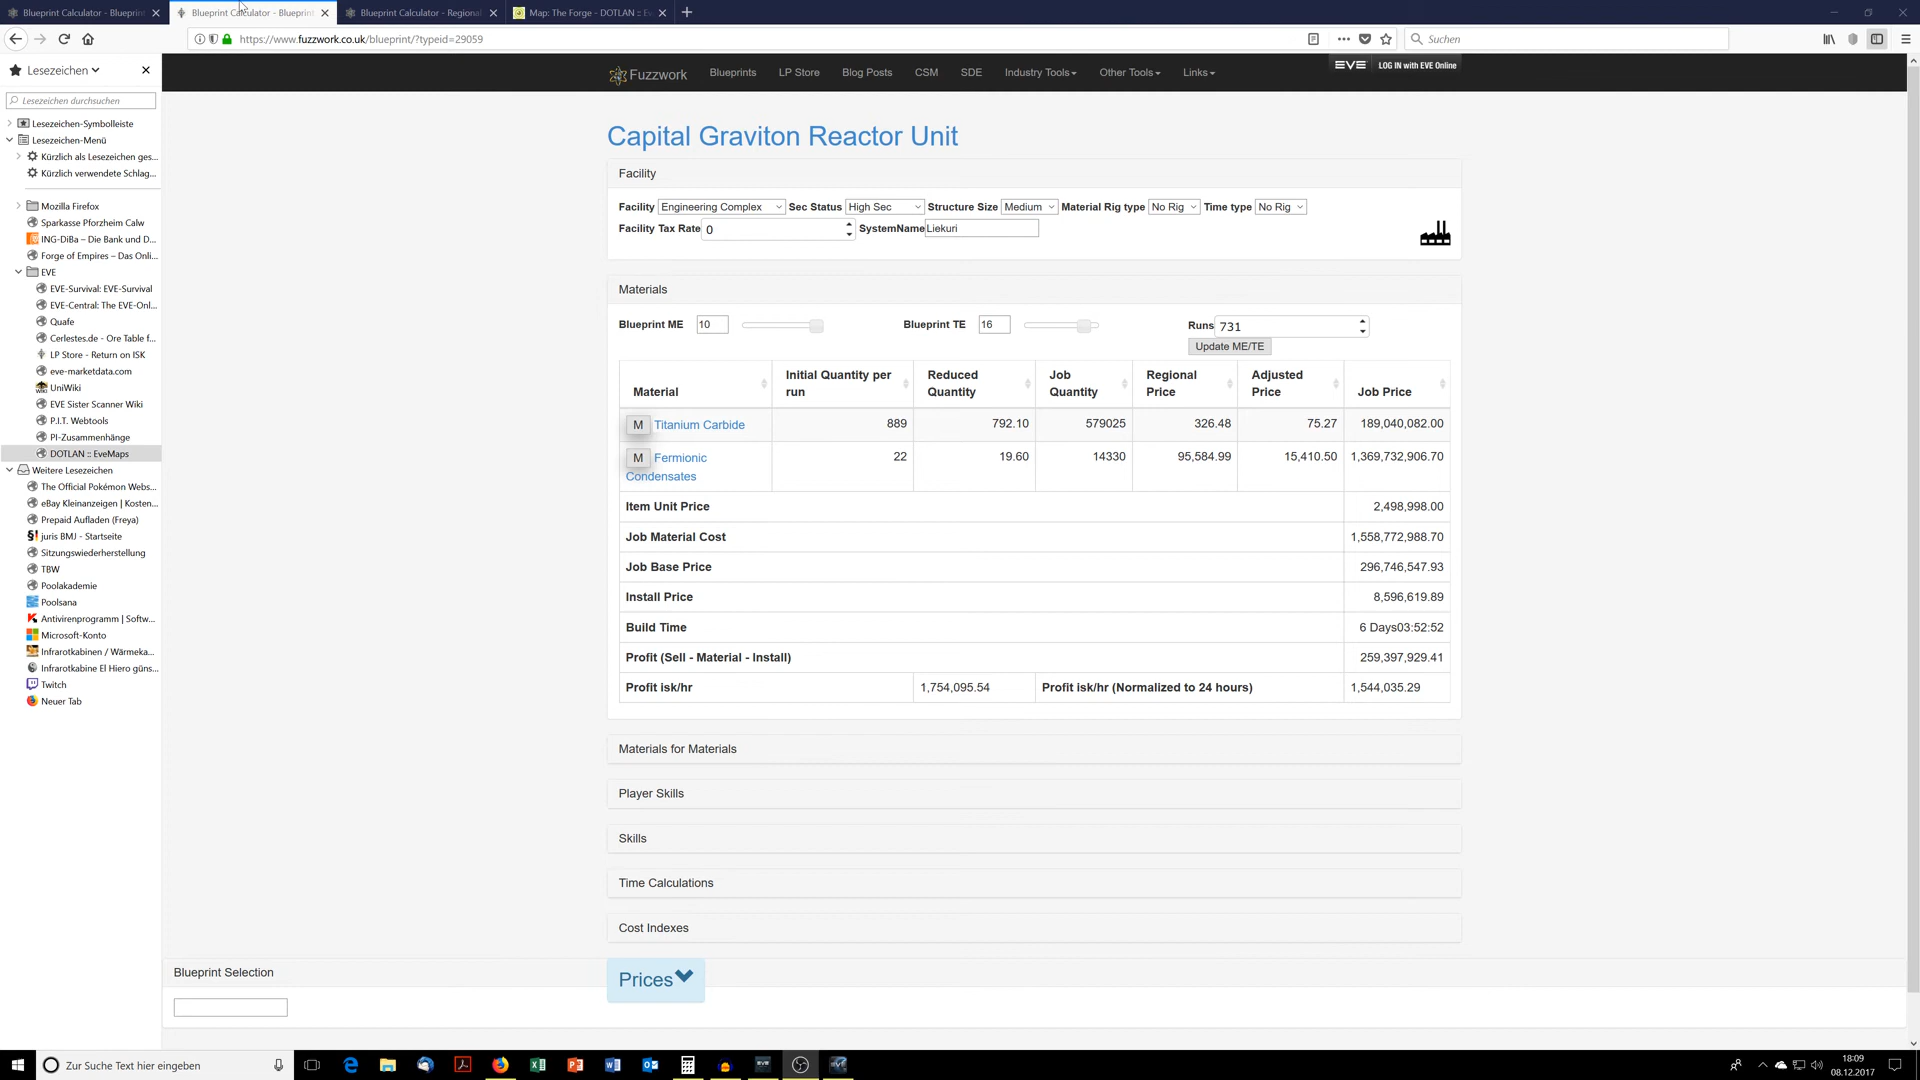 Blueprint Calculator - Blueprint
Blueprint Calculator - Blueprint
Blueprint Calculator - Regional
Map: The Forge - DOTLAN :: Ev
https://www.fuzzwork.co.uk/blueprint/?typeid=29059
Suchen
Lesezeichen
Lesezeichen durchsuchen
Lesezeichen-Symbolleiste
Lesezeichen-Menü
Kürzlich als Lesezeichen ges...
Kürzlich verwendete Schlag...
Mozilla Firefox
Sparkasse Pforzheim Calw
ING-DiBa – Die Bank und D...
Forge of Empires – Das Onli...
EVE
EVE-Survival: EVE-Survival
EVE-Central: The EVE-Onl...
Quafe
Cerlestes.de - Ore Table f...
LP Store - Return on ISK
eve-marketdata.com
UniWiki
EVE Sister Scanner Wiki
P.I.T. Webtools
PI-Zusammenhänge
DOTLAN :: EveMaps
Weitere Lesezeichen
The Official Pokémon Webs...
eBay Kleinanzeigen | Kosten...
Prepaid Aufladen (Freya)
juris BMJ - Startseite
Sitzungswiederherstellung
TBW
Poolakademie
Poolsana
Antivirenprogramm | Softw...
Microsoft-Konto
Infrarotkabinen / Wärmeka...
Infrarotkabine El Hiero güns...
Twitch
Neuer Tab
Fuzzwork Blueprints LP Store Blog Posts CSM SDE Industry Tools Other Tools Links
EVE LOG IN with EVE Online
Capital Graviton Reactor Unit
Facility
Facility Engineering Complex Sec Status High Sec Structure Size Medium Material Rig type No Rig Time type No Rig
Facility Tax Rate 0 SystemName Liekuri
Materials
Blueprint ME 10 Blueprint TE 16 Runs 731
Update ME/TE
Material Initial Quantity per run Reduced Quantity Job Quantity Regional Price Adjusted Price Job Price
M Titanium Carbide 889 792.10 579025 326.48 75.27 189,040,082.00
M Fermionic Condensates 22 19.60 14330 95,584.99 15,410.50 1,369,732,906.70
Item Unit Price 2,498,998.00
Job Material Cost 1,558,772,988.70
Job Base Price 296,746,547.93
Install Price 8,596,619.89
Build Time 6 Days03:52:52
Profit (Sell - Material - Install) 259,397,929.41
Profit isk/hr 1,754,095.54 Profit isk/hr (Normalized to 24 hours) 1,544,035.29
Materials for Materials
Player Skills
Skills
Time Calculations
Cost Indexes
Blueprint Selection
Prices
Zur Suche Text hier eingeben
18:09
08.12.2017